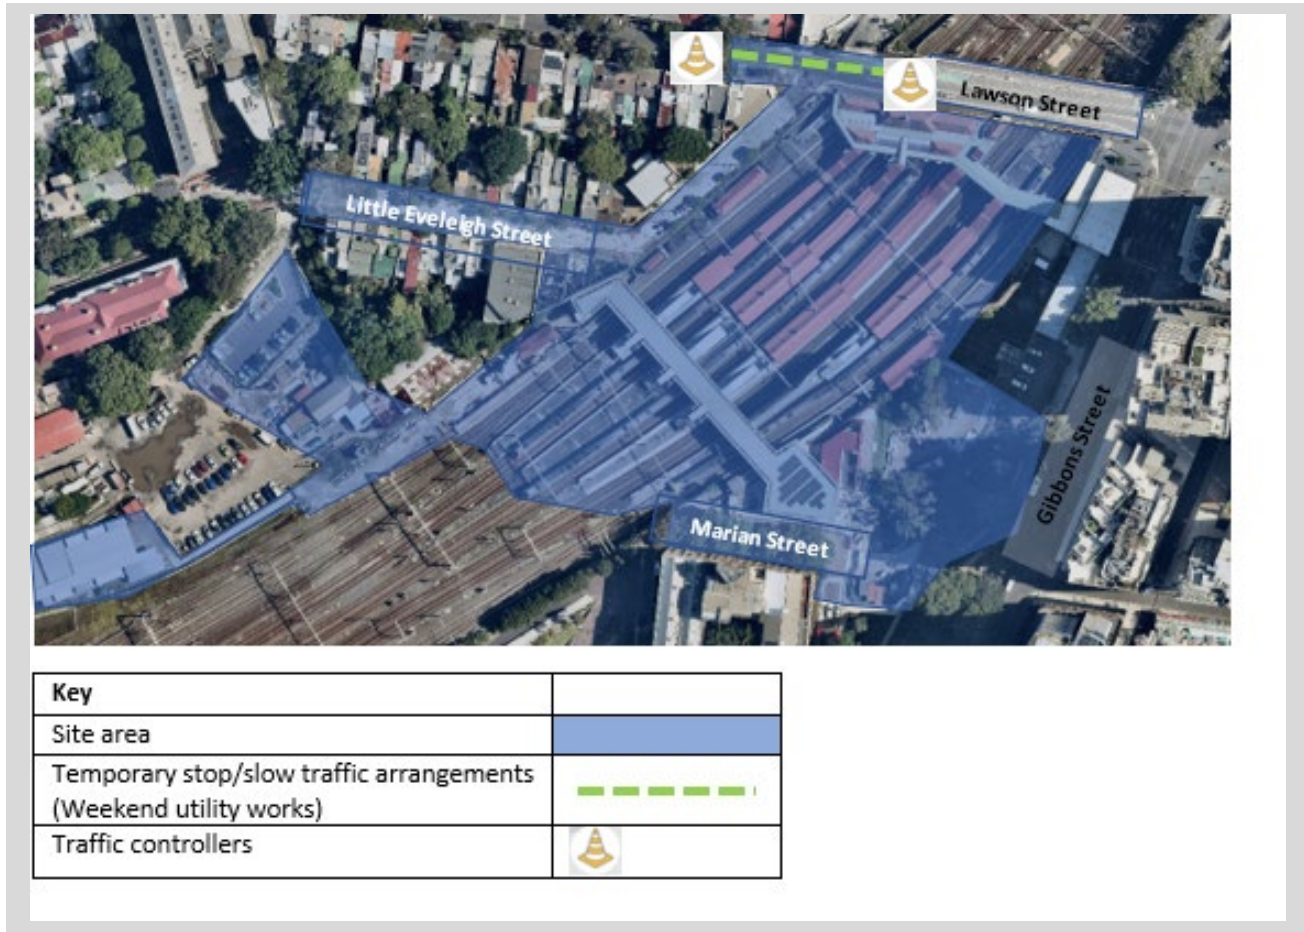 Lawson Street
Little Eveleigh Street
Gibbons Street
Marian Street
Key
Site area
Temporary stop/slow traffic arrangements
(Weekend utility works)
Traffic controllers